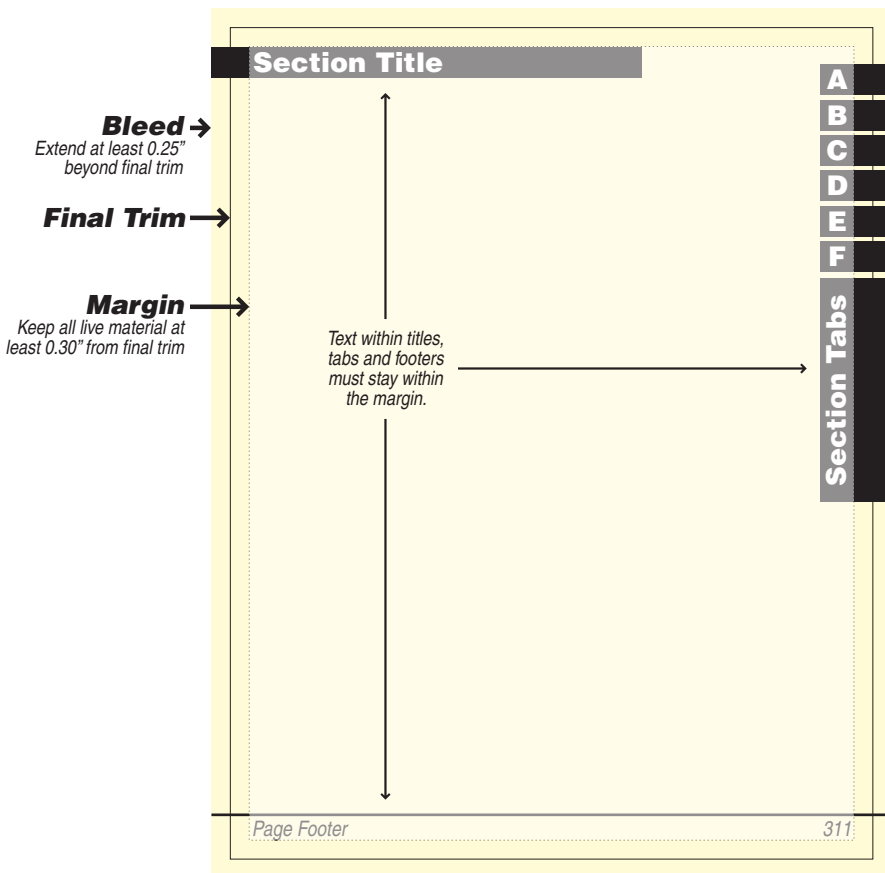 Section Title
A
B
C
D
E
F
Section Tabs
Bleed
Extend at least 0.25”
beyond final trim
Final Trim
Margin
Keep all live material at
least 0.30” from final trim
Text within titles,
tabs and footers
must stay within
the margin.
Page Footer
311